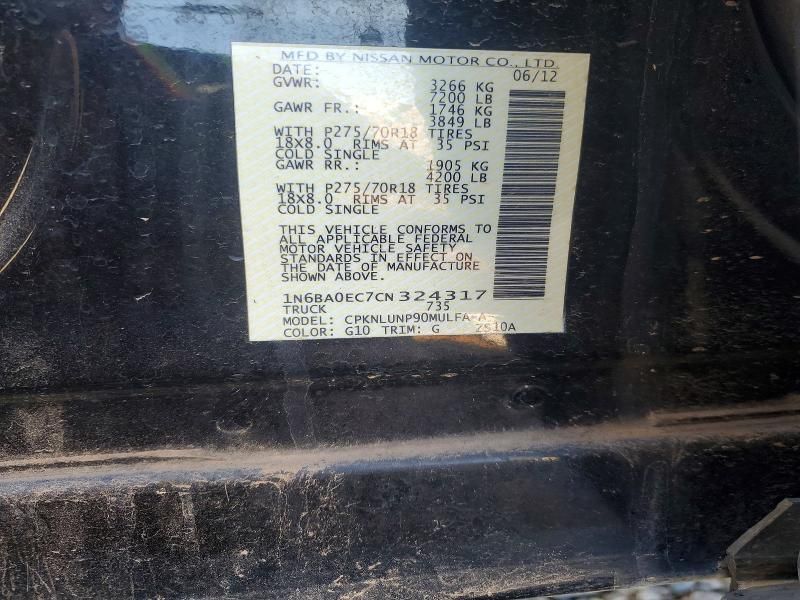 MFD BY NISSAN MOTOR CO., LTD.
DATE: 06/12
GVWR: 3266 KG
7200 LB
GAWR FR.: 1746 KG
3849 LB
WITH P275/70R18 TIRES
18X8.0 RIMS AT 35 PSI
COLD SINGLE
GAWR RR.: 1905 KG
4200 LB
WITH P275/70R18 TIRES
18X8.0 RIMS AT 35 PSI
COLD SINGLE
THIS VEHICLE CONFORMS TO
ALL APPLICABLE FEDERAL
MOTOR VEHICLE SAFETY
STANDARDS IN EFFECT ON
THE DATE OF MANUFACTURE
SHOWN ABOVE.
1N6BA0EC7CN324317
TRUCK 735
MODEL: CPKNLUNP90MULFA-A-
COLOR: G10 TRIM: G ZS10A